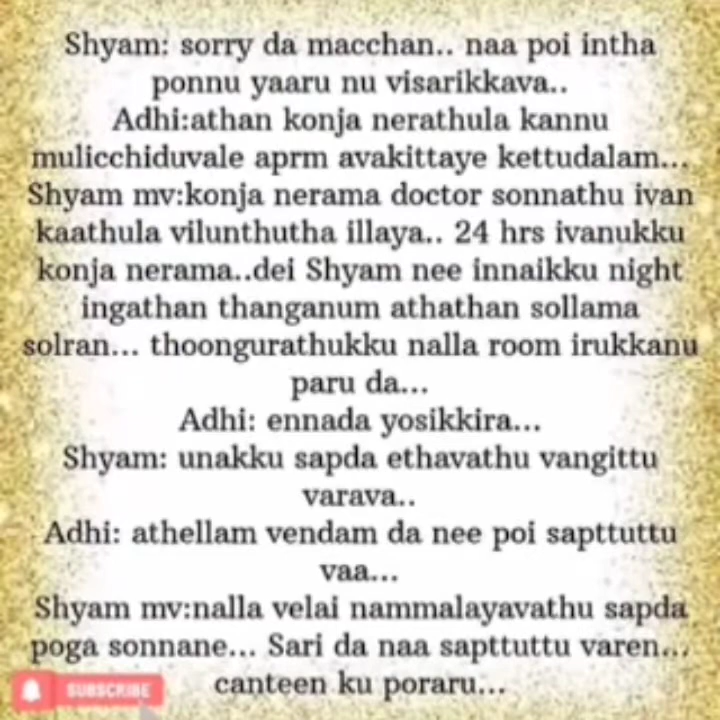 Shyam: sorry da macchan.. naa poi intha
ponnu yaaru nu visarikkava..
Adhi:athan konja nerathula kannu
mulicchiduvale aprm avakittaye kettudalam...
Shyam mv:konja nerama doctor sonnathu ivan
kaathula vilunthutha illaya.. 24 hrs ivanukku
konja nerama..dei Shyam nee innaikku night
ingathan thanganum athathan sollama
solran... thoongurathukku nalla room irukkanu
paru da...
Adhi: ennada yosikkira...
Shyam: unakku sapda ethavathu vangittu
varava..
Adhi: athellam vendam da nee poi sapttuttu
vaa...
Shyam mv:nalla velai nammalayavathu sapda
poga sonnane... Sari da naa sapttuttu varen...
SUBSCRIBE canteen ku poraru...